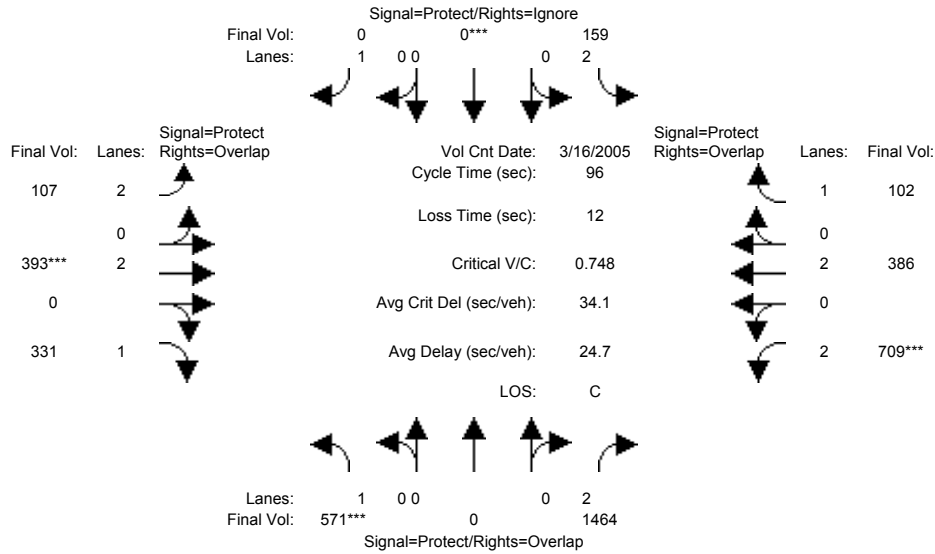 Signal=Protect/Rights=Ignore
Final Vol: 0 0*** 159
Lanes: 1 0 0 0 2
Signal=Protect
Final Vol: Lanes: Rights=Overlap
Vol Cnt Date: 3/16/2005
Signal=Protect
Rights=Overlap Lanes: Final Vol:
Cycle Time (sec): 96
107 2
1 102
Loss Time (sec): 12
0
0
393*** 2
Critical V/C: 0.748
2 386
0
Avg Crit Del (sec/veh): 34.1
0
331 1
Avg Delay (sec/veh): 24.7
2 709***
LOS: C
Lanes: 1 0 0 0 2
Final Vol: 571*** 0 1464
Signal=Protect/Rights=Overlap